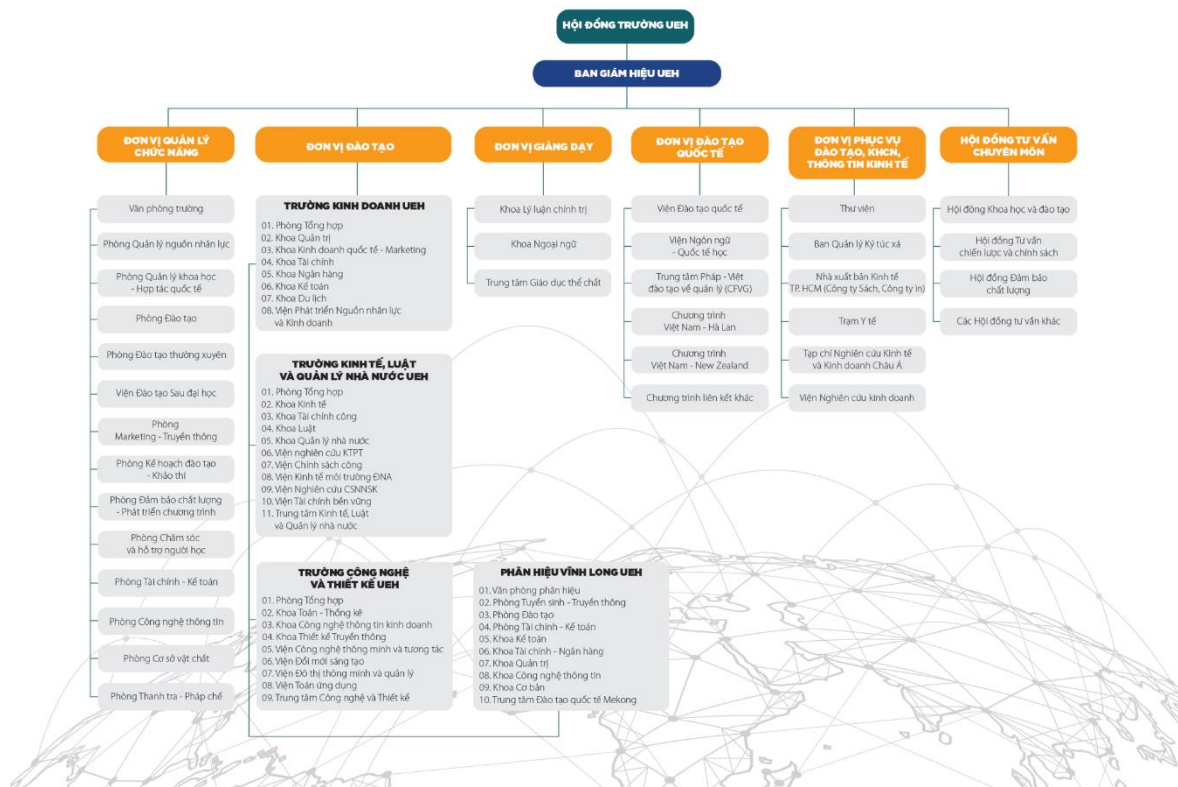 HỘI ĐỒNG TRƯỜNG UEH
BAN GIÁM HIỆU UEH
ĐƠN VỊ QUẢN LÝ
CHỨC NĂNG
Văn phòng trường
Phòng Quản lý nguồn nhân lực
Phòng Quản lý khoa học
- Hợp tác quốc tế
Phòng Đào tạo
Phòng Đào tạo thường xuyên
Viện Đào tạo Sau đại học
Phòng
Marketing - Truyền thông
Phòng Kế hoạch đào tạo
- Khảo thí
Phòng Đảm bảo chất lượng
- Phát triển chương trình
Phòng Chăm sóc
và hỗ trợ người học
Phòng Tài chính - Kế toán
Phòng Công nghệ thông tin
Phòng Cơ sở vật chất
Phòng Thanh tra - Pháp chế
ĐƠN VỊ ĐÀO TẠO
TRƯỜNG KINH DOANH UEH
01. Phòng Tổng hợp
02. Khoa Quản trị
03. Khoa Kinh doanh quốc tế - Marketing
04. Khoa Tài chính
05. Khoa Ngân hàng
06. Khoa Kế toán
07. Khoa Du lịch
08. Viện Phát triển Nguồn nhân lực
và Kinh doanh
TRƯỜNG KINH TẾ, LUẬT
VÀ QUẢN LÝ NHÀ NƯỚC UEH
01. Phòng Tổng hợp
02. Khoa Kinh tế
03. Khoa Tài chính công
04. Khoa Luật
05. Khoa Quản lý nhà nước
06. Viện nghiên cứu KTPT
07. Viện Chính sách công
08. Viện Kinh tế môi trường ĐNA
09. Viện Nghiên cứu CSNNSK
10. Viện Tài chính bền vững
11. Trung tâm Kinh tế, Luật
và Quản lý nhà nước
TRƯỜNG CÔNG NGHỆ
VÀ THIẾT KẾ UEH
01. Phòng Tổng hợp
02. Khoa Toán - Thống kê
03. Khoa Công nghệ thông tin kinh doanh
04. Khoa Thiết kế Truyền thông
05. Viện Công nghệ thông minh và tương tác
06. Viện Đổi mới sáng tạo
07. Viện Đô thị thông minh và quản lý
08. Viện Toán ứng dụng
09. Trung tâm Công nghệ và Thiết kế
PHÂN HIỆU VĨNH LONG UEH
01. Văn phòng phân hiệu
02. Phòng Tuyển sinh - Truyền thông
03. Phòng Đào tạo
04. Phòng Tài chính - Kế toán
05. Khoa Kế toán
06. Khoa Tài chính - Ngân hàng
07. Khoa Quản trị
08. Khoa Công nghệ thông tin
09. Khoa Cơ bản
10. Trung tâm Đào tạo quốc tế Mekong
ĐƠN VỊ GIẢNG DẠY
Khoa Lý luận chính trị
Khoa Ngoại ngữ
Trung tâm Giáo dục thể chất
ĐƠN VỊ ĐÀO TẠO
QUỐC TẾ
Viện Đào tạo quốc tế
Viện Ngôn ngữ
- Quốc tế học
Trung tâm Pháp - Việt
đào tạo về quản lý (CFVG)
Chương trình
Việt Nam - Hà Lan
Chương trình
Việt Nam - New Zealand
Chương trình liên kết khác
ĐƠN VỊ PHỤC VỤ
ĐÀO TẠO, KHCN,
THÔNG TIN KINH TẾ
Thư viện
Ban Quản lý Ký túc xá
Nhà xuất bản Kinh tế
TP. HCM (Công ty Sách, Công ty in)
Trạm Y tế
Tạp chí Nghiên cứu Kinh tế
và Kinh doanh Châu Á
Viện Nghiên cứu kinh doanh
HỘI ĐỒNG TƯ VẤN
CHUYÊN MÔN
Hội đồng Khoa học và đào tạo
Hội đồng Tư vấn
chiến lược và chính sách
Hội đồng Đảm bảo
chất lượng
Các Hội đồng tư vấn khác